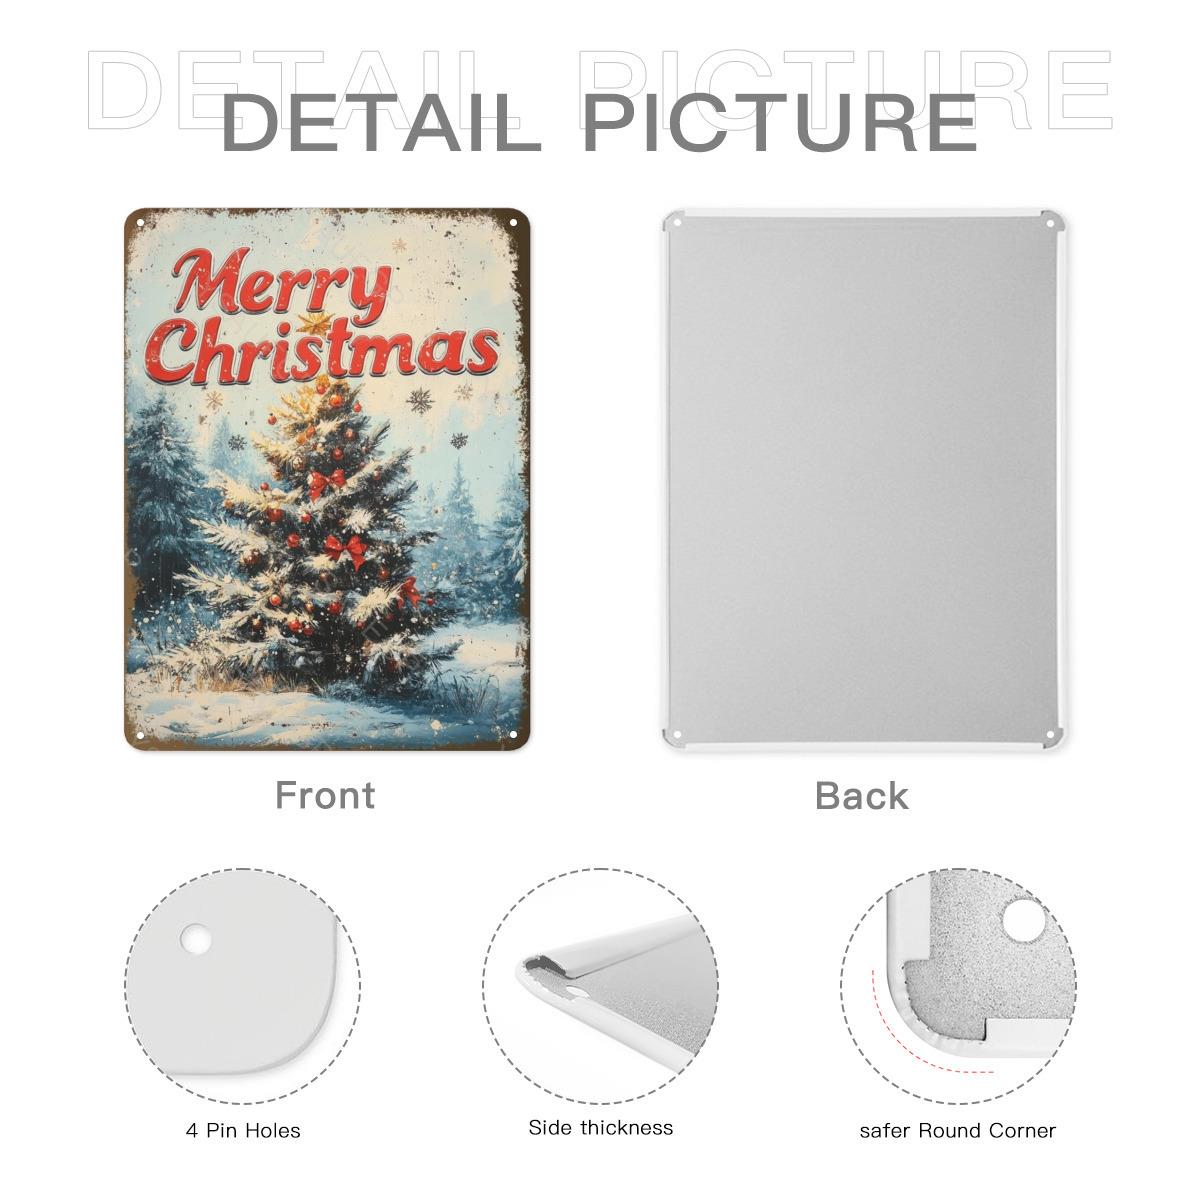 DETAIL PICTURE
DETAIL PICTURE
Merry
Christmas
Front
Back
4 Pin Holes
Side thickness
safer Round Corner